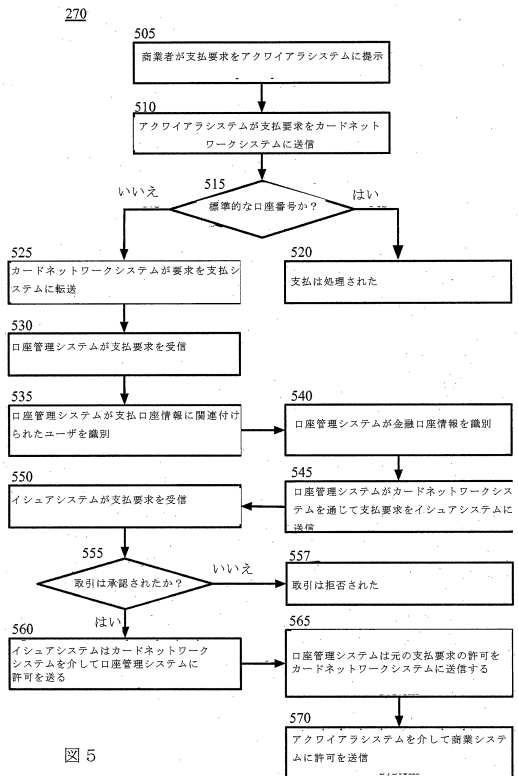 270
505
商業者が支払要求をアクワイアラシステムに提示
510
アクワイアラシステムが支払要求をカードネット
ワークシステムに送信
515
標準的な口座番号か？
いいえ
はい
525
カードネットワークシステムが要求を支払シ
ステムに転送
520
支払は処理された
530
口座管理システムが支払要求を受信
535
口座管理システムが支払口座情報に関連付け
られたユーザを識別
540
口座管理システムが金融口座情報を識別
545
口座管理システムがカードネットワークシス
テムを通じて支払要求をイシュアシステムに
送信
550
イシュアシステムが支払要求を受信
555
取引は承認されたか？
いいえ
はい
557
取引は拒否された
560
イシュアシステムはカードネットワーク
システムを介して口座管理システムに
許可を送る
565
口座管理システムは元の支払要求の許可を
カードネットワークシステムに送信する
570
アクワイアラシステムを介して商業システ
ムに許可を送信
図５